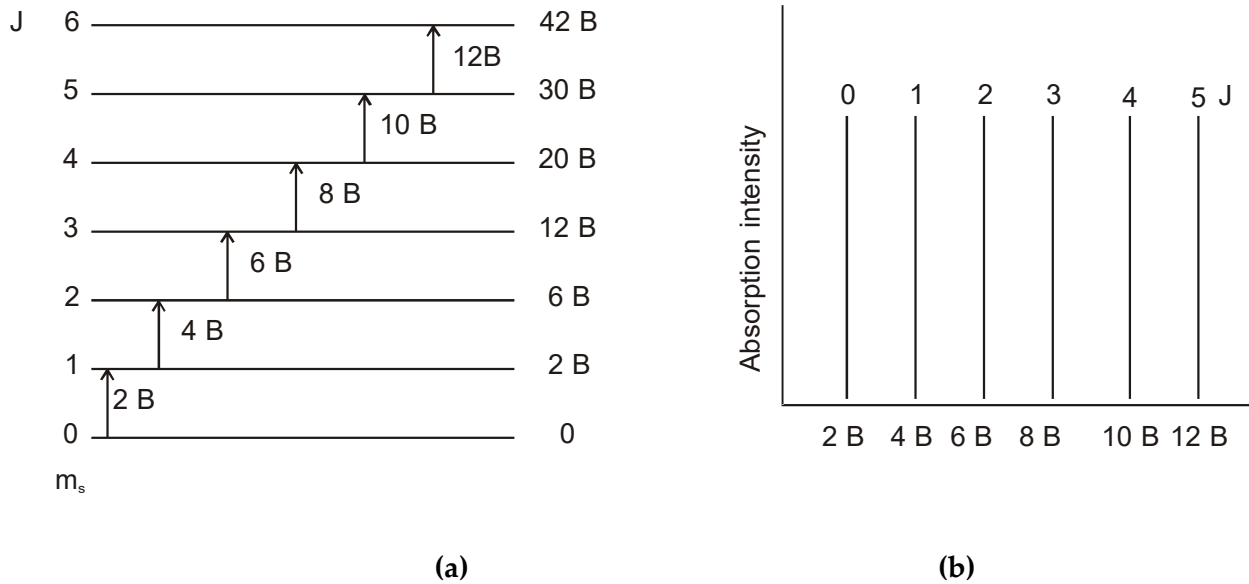 J 6 42 B
12B
5 30 B
10 B
4 20 B
8 B
3 12 B
6 B
2 6 B
4 B
1 2 B
2 B
0 0
mₛ
(a)
Absorption intensity
0 1 2 3 4 5 J
2 B 4 B 6 B 8 B 10 B 12 B
(b)